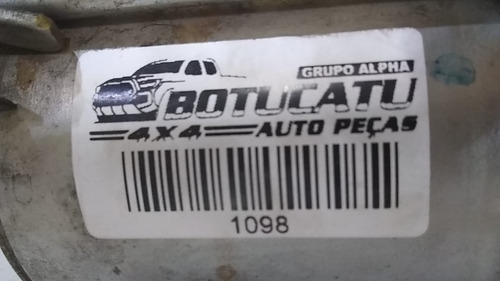 GRUPO ALPHA
BOTUCATU
4X4 AUTO PEÇAS
1098